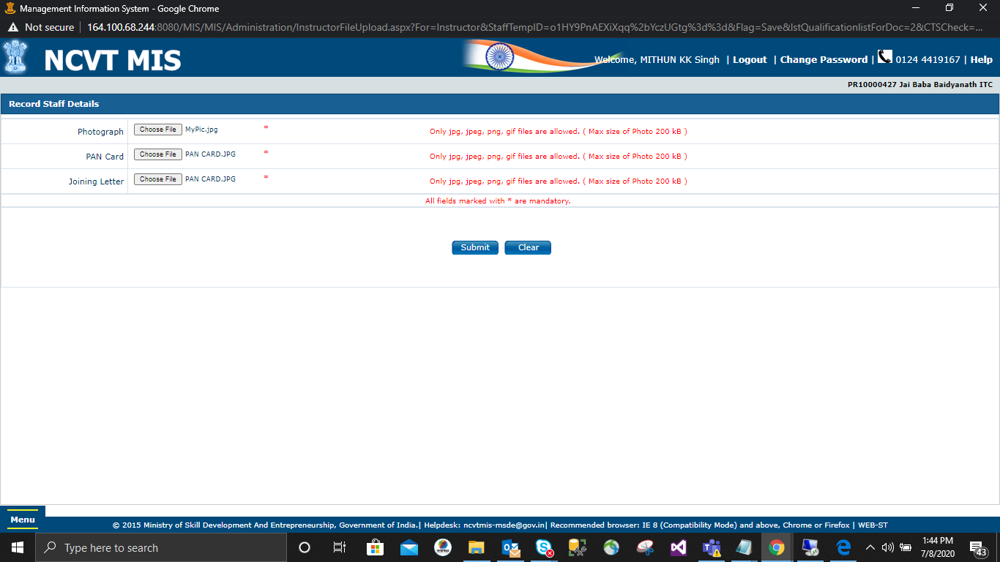 Management Information System - Google Chrome
Not secure 164.100.68.244:8080/MIS/MIS/Administration/InstructorFileUpload.aspx?For=Instructor&StaffTempID=o1HY9PnAEXiXqq%2bYczUGtg%3d%3d&Flag=Save&lstQualificationlistForDoc=2&CTSCheck=...
NCVT MIS
Welcome, MITHUN KK Singh | Logout | Change Password | 0124 4419167 | Help
PR10000427 Jai Baba Baidyanath ITC
Record Staff Details
Photograph Choose File MyPic.jpg * Only jpg, jpeg, png, gif files are allowed. ( Max size of Photo 200 kB )
PAN Card Choose File PAN CARD.JPG * Only jpg, jpeg, png, gif files are allowed. ( Max size of Photo 200 kB )
Joining Letter Choose File PAN CARD.JPG * Only jpg, jpeg, png, gif files are allowed. ( Max size of Photo 200 kB )
All fields marked with * are mandatory.
Submit Clear
Menu
© 2015 Ministry of Skill Development And Entrepreneurship, Government of India.| Helpdesk: ncvtmis-msde@gov.in| Recommended browser: IE 8 (Compatibility Mode) and above, Chrome or Firefox | WEB-ST
Type here to search
1:44 PM
7/8/2020
43